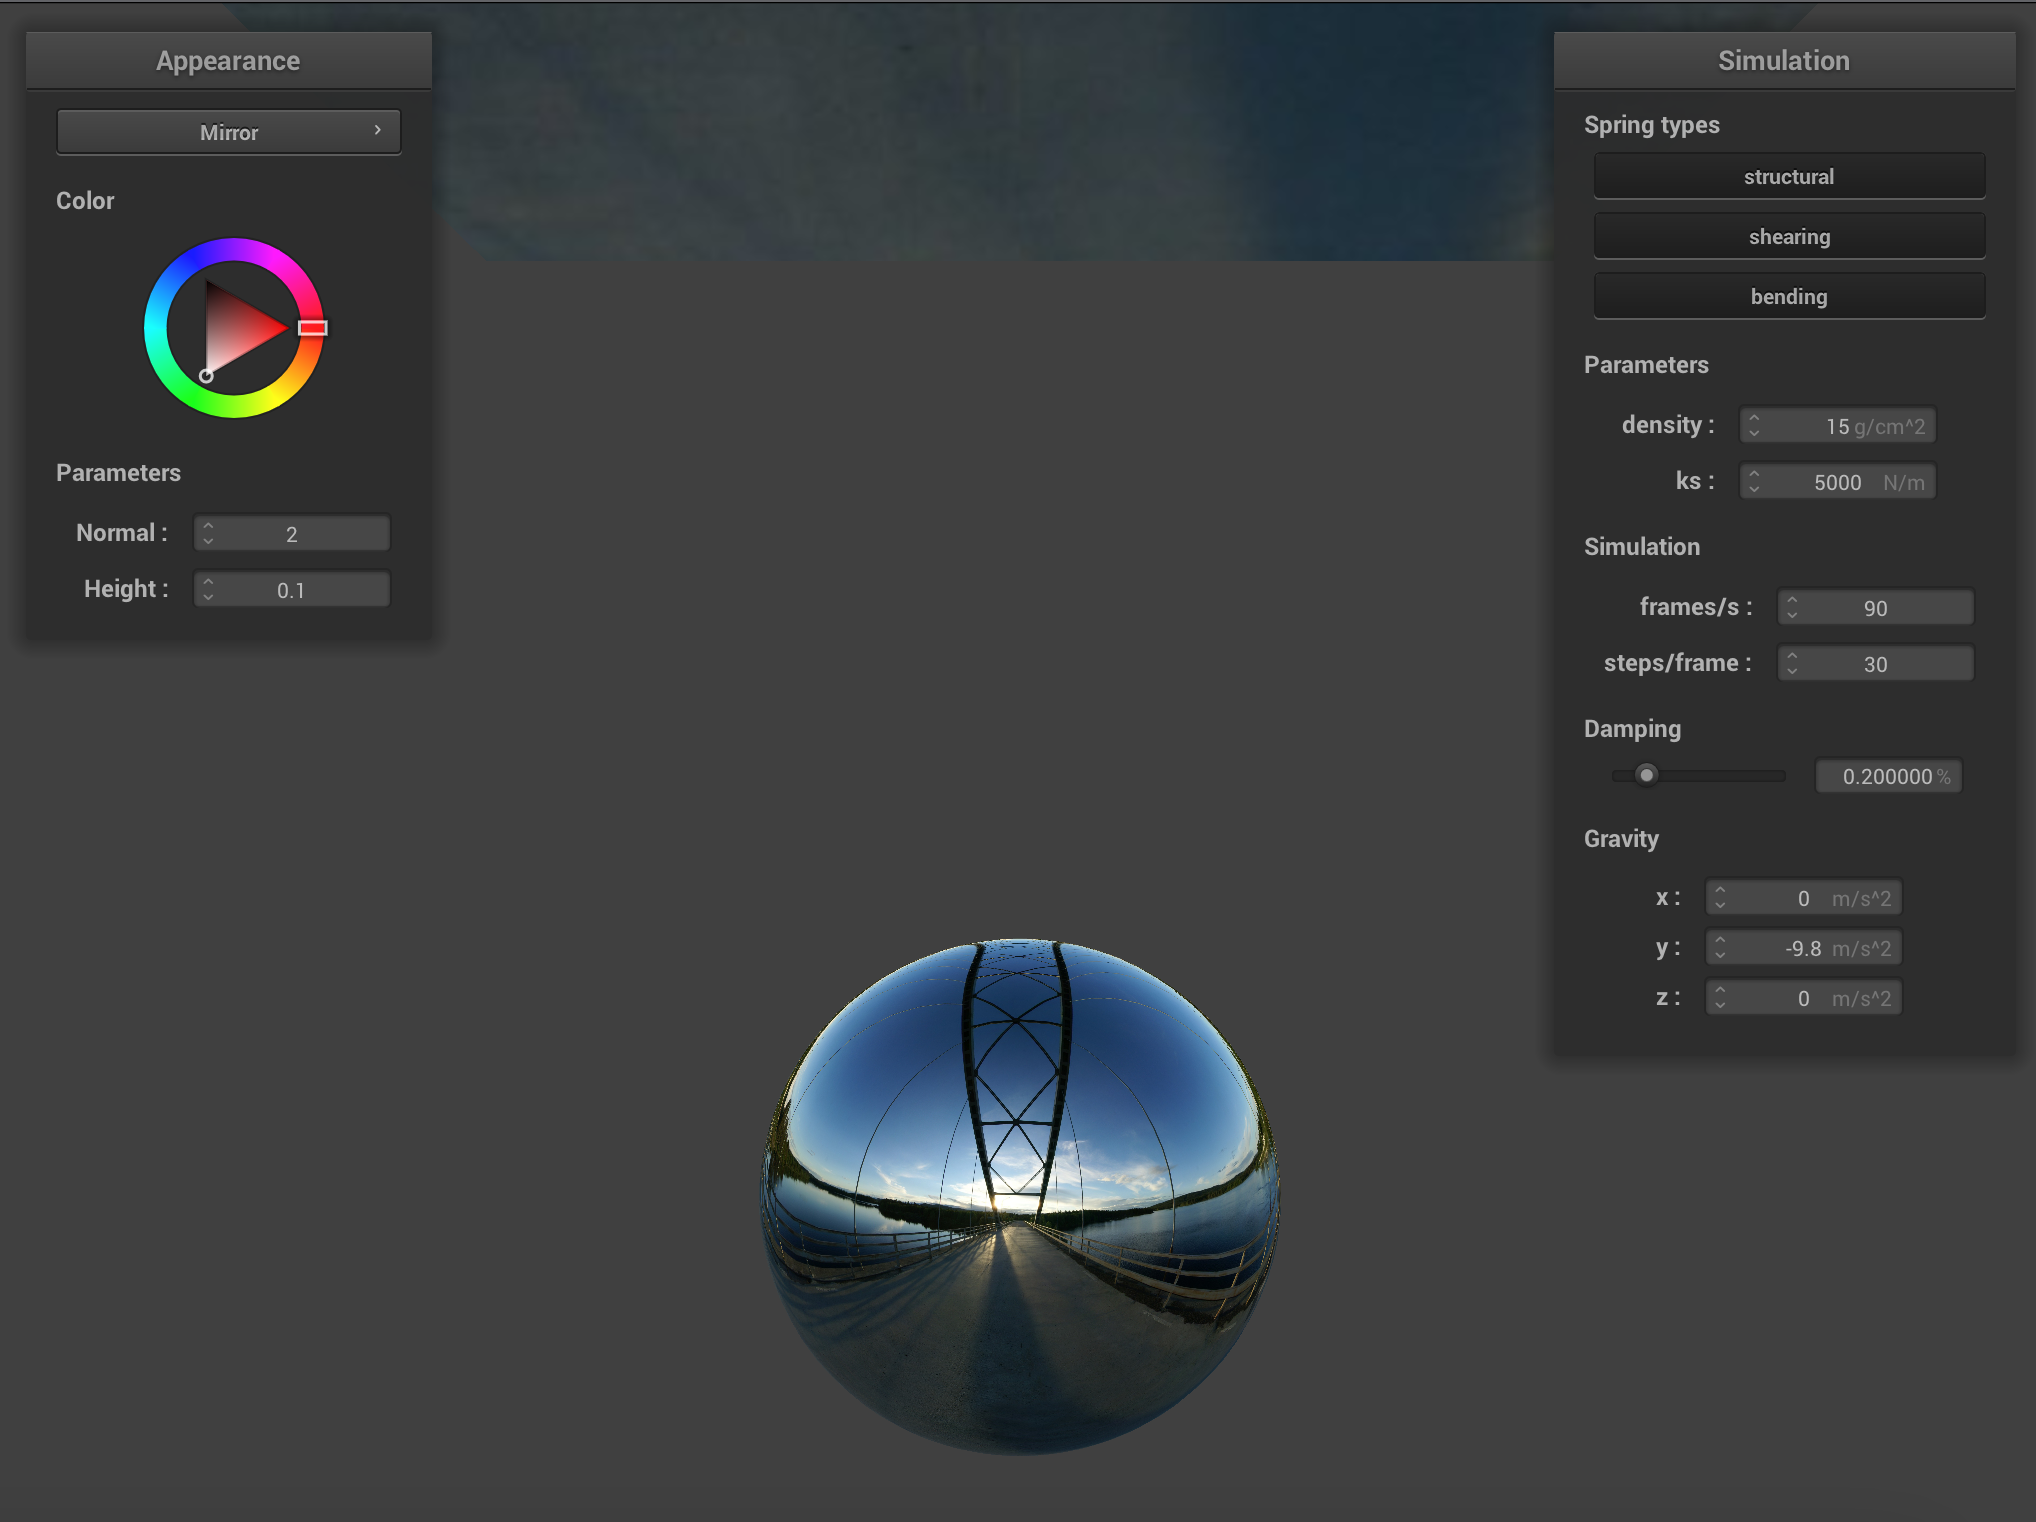 Appearance
Mirror
Color
Parameters
Normal : 2
Height : 0.1
Simulation
Spring types
structural
shearing
bending
Parameters
density : 15 g/cm^2
ks : 5000 N/m
Simulation
frames/s : 90
steps/frame : 30
Damping
0.200000 %
Gravity
x : 0 m/s^2
y : -9.8 m/s^2
z : 0 m/s^2